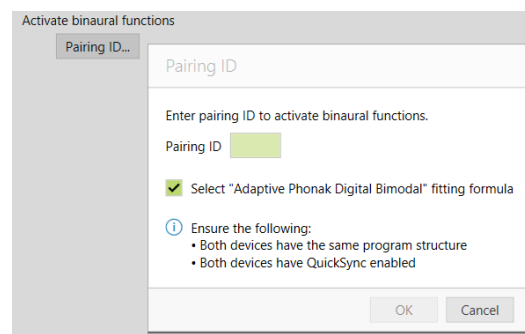 Activate binaural functions
Pairing ID...
Pairing ID
Enter pairing ID to activate binaural functions.
Pairing ID
Select "Adaptive Phonak Digital Bimodal" fitting formula
Ensure the following:
• Both devices have the same program structure
• Both devices have QuickSync enabled
OK Cancel